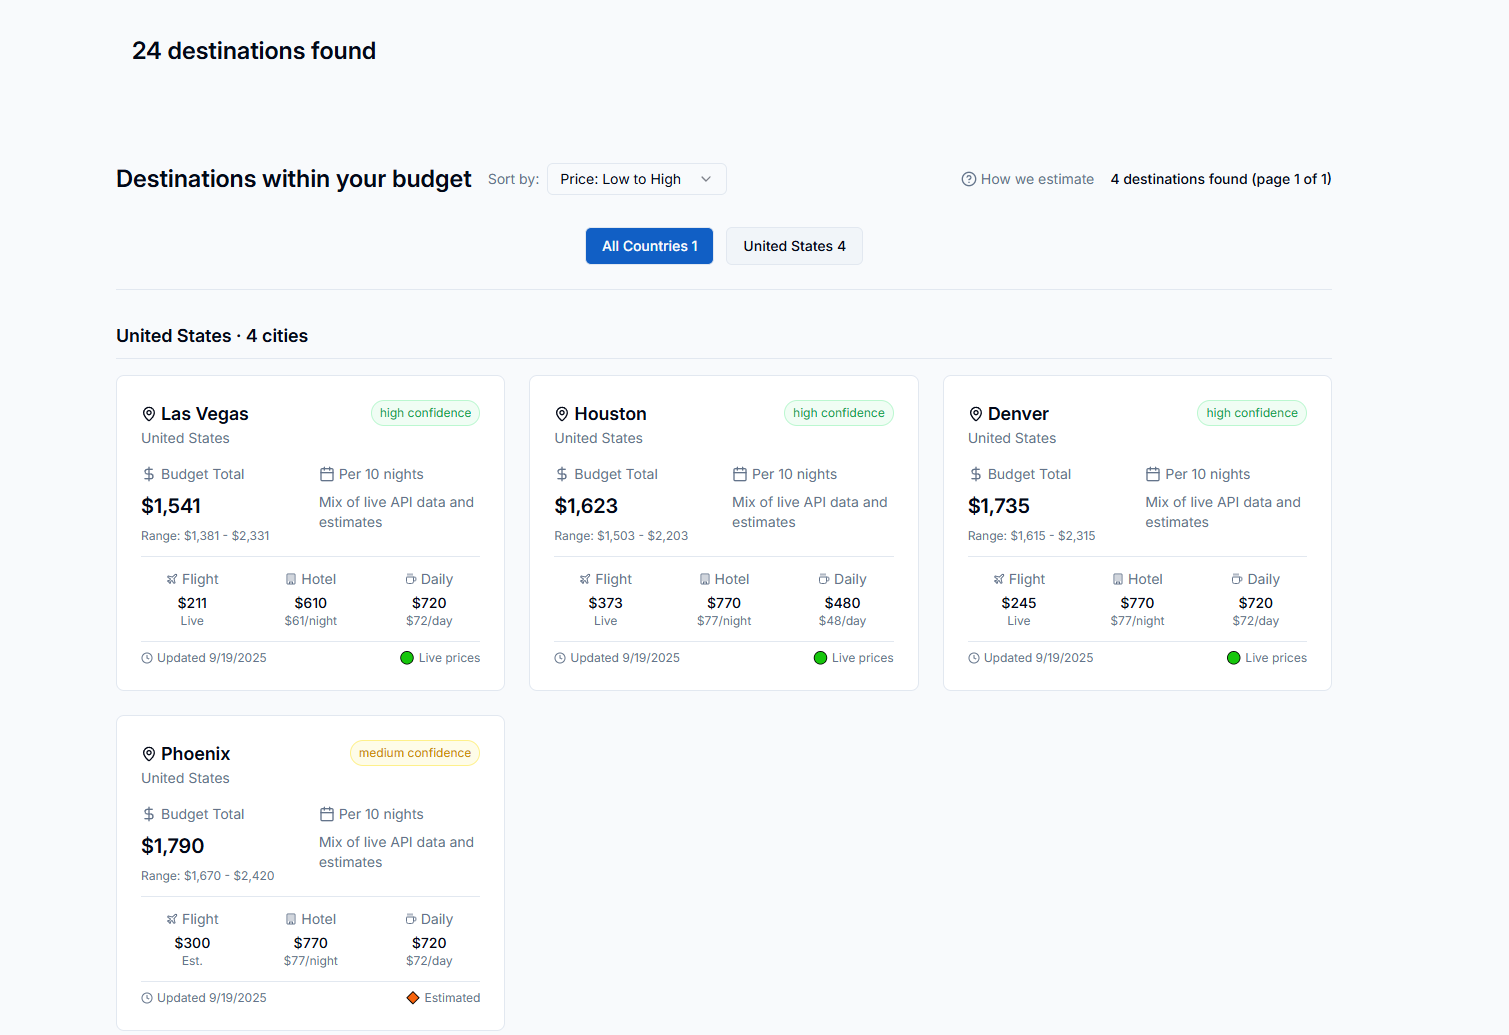 24 destinations found
Destinations within your budget Sort by: Price: Low to High How we estimate 4 destinations found (page 1 of 1)
All Countries 1 United States 4
United States · 4 cities
Las Vegas high confidence
United States
Budget Total Per 10 nights
$1,541 Mix of live API data and
estimates
Range: $1,381 - $2,331
Flight Hotel Daily
$211 $610 $720
Live $61/night $72/day
Updated 9/19/2025 Live prices
Houston high confidence
United States
Budget Total Per 10 nights
$1,623 Mix of live API data and
estimates
Range: $1,503 - $2,203
Flight Hotel Daily
$373 $770 $480
Live $77/night $48/day
Updated 9/19/2025 Live prices
Denver high confidence
United States
Budget Total Per 10 nights
$1,735 Mix of live API data and
estimates
Range: $1,615 - $2,315
Flight Hotel Daily
$245 $770 $720
Live $77/night $72/day
Updated 9/19/2025 Live prices
Phoenix medium confidence
United States
Budget Total Per 10 nights
$1,790 Mix of live API data and
estimates
Range: $1,670 - $2,420
Flight Hotel Daily
$300 $770 $720
Est. $77/night $72/day
Updated 9/19/2025 Estimated